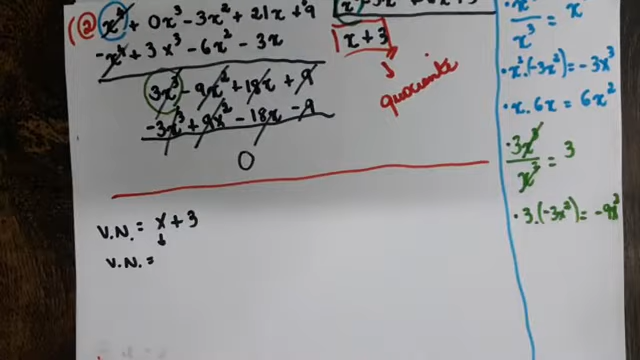 ② x⁴ + 0x³ - 3x² + 21x + 9
-x⁴ + 3x³ - 6x² - 3x
x + 3
quociente
3x³ - 9x² + 18x + 9
-3x³ + 9x² - 18x - 9
0
V.N. = x + 3
V.N. =
x³
· x² · (-3x²) = -3x³
· x . 6x = 6x²
· 3x³
x³ = 3
· 3 . (-3x²) = -9x²